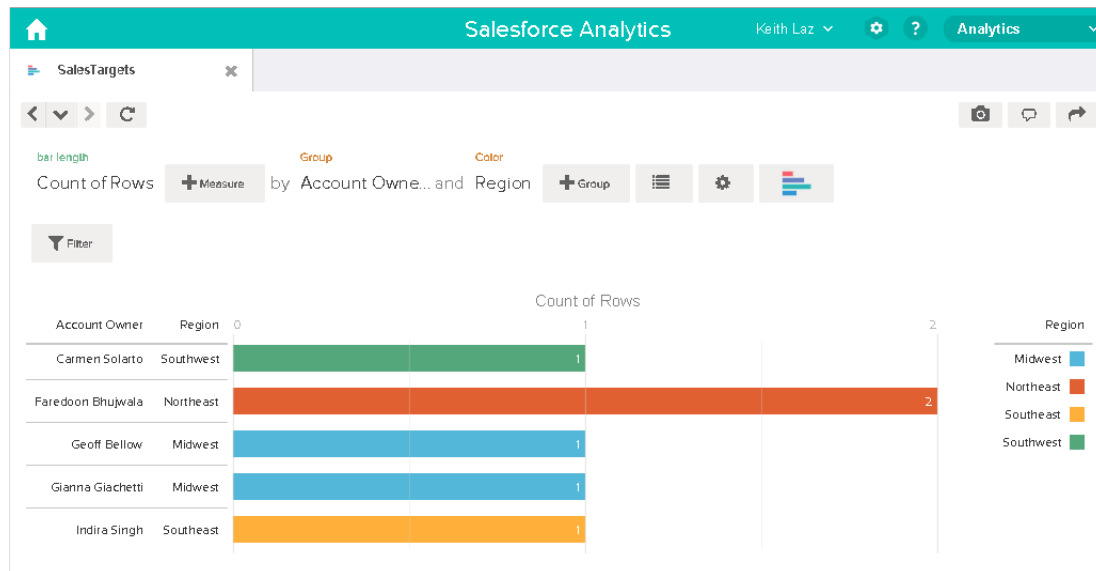 Salesforce Analytics Keith Laz ? Analytics
SalesTargets
bar length Group Color
Count of Rows Measure by Account Owne... and Region Group
Filter
Count of Rows
Account Owner Region 0 1 2 Region
Carmen Solarto Southwest 1 Midwest
Faredoon Bhujwala Northeast 2 Northeast
Southeast
Geoff Bellow Midwest 1 Southwest
Gianna Giachetti Midwest 1
Indira Singh Southeast 1